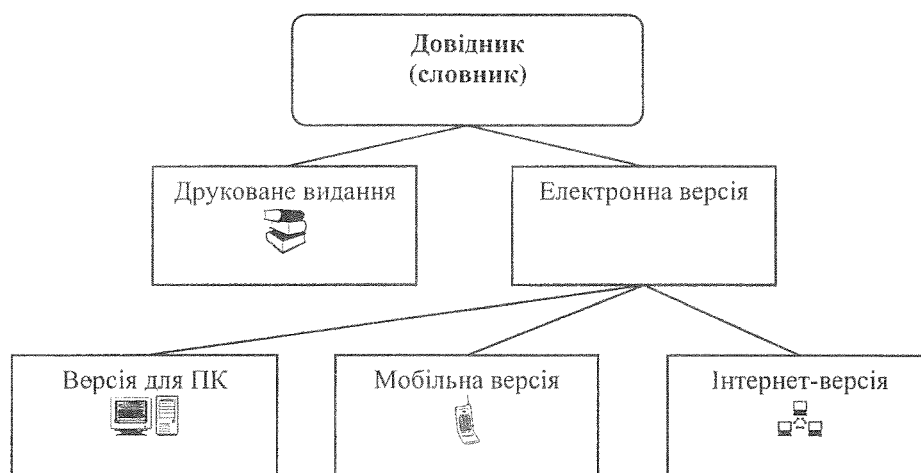 Довідник
(словник)
Друковане видання
Електронна версія
Версія для ПК
Мобільна версія
Інтернет-версія